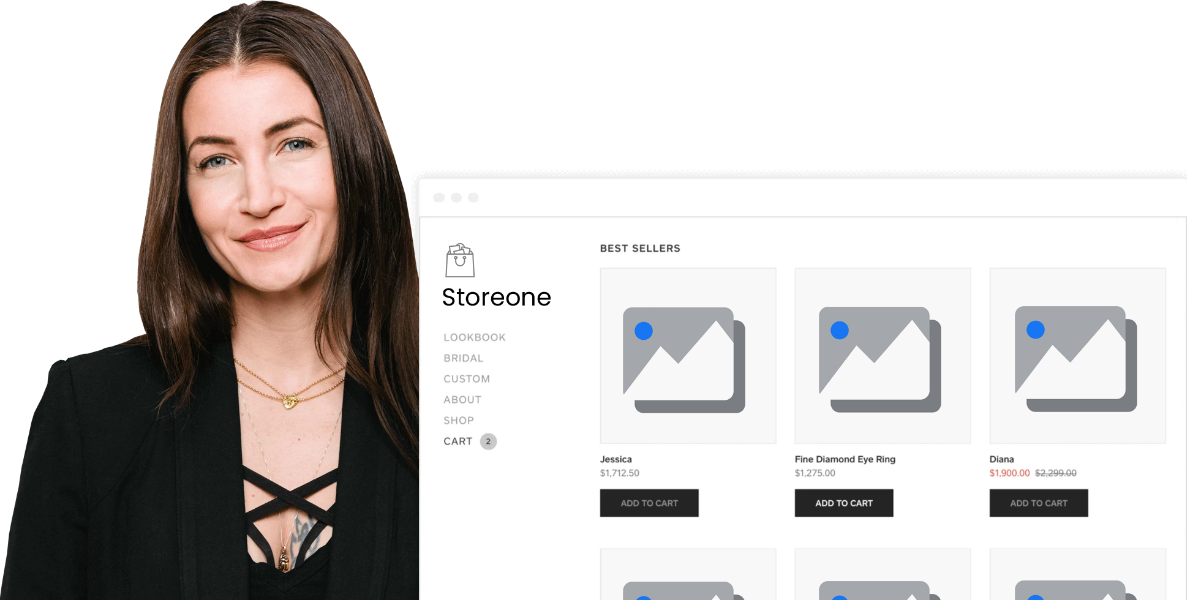 Storeone
LOOKBOOK
BRIDAL
CUSTOM
ABOUT
SHOP
CART 2
BEST SELLERS
Jessica
$1,712.50
ADD TO CART
Fine Diamond Eye Ring
$1,275.00
ADD TO CART
Diana
$1,900.00 $2,299.00
ADD TO CART